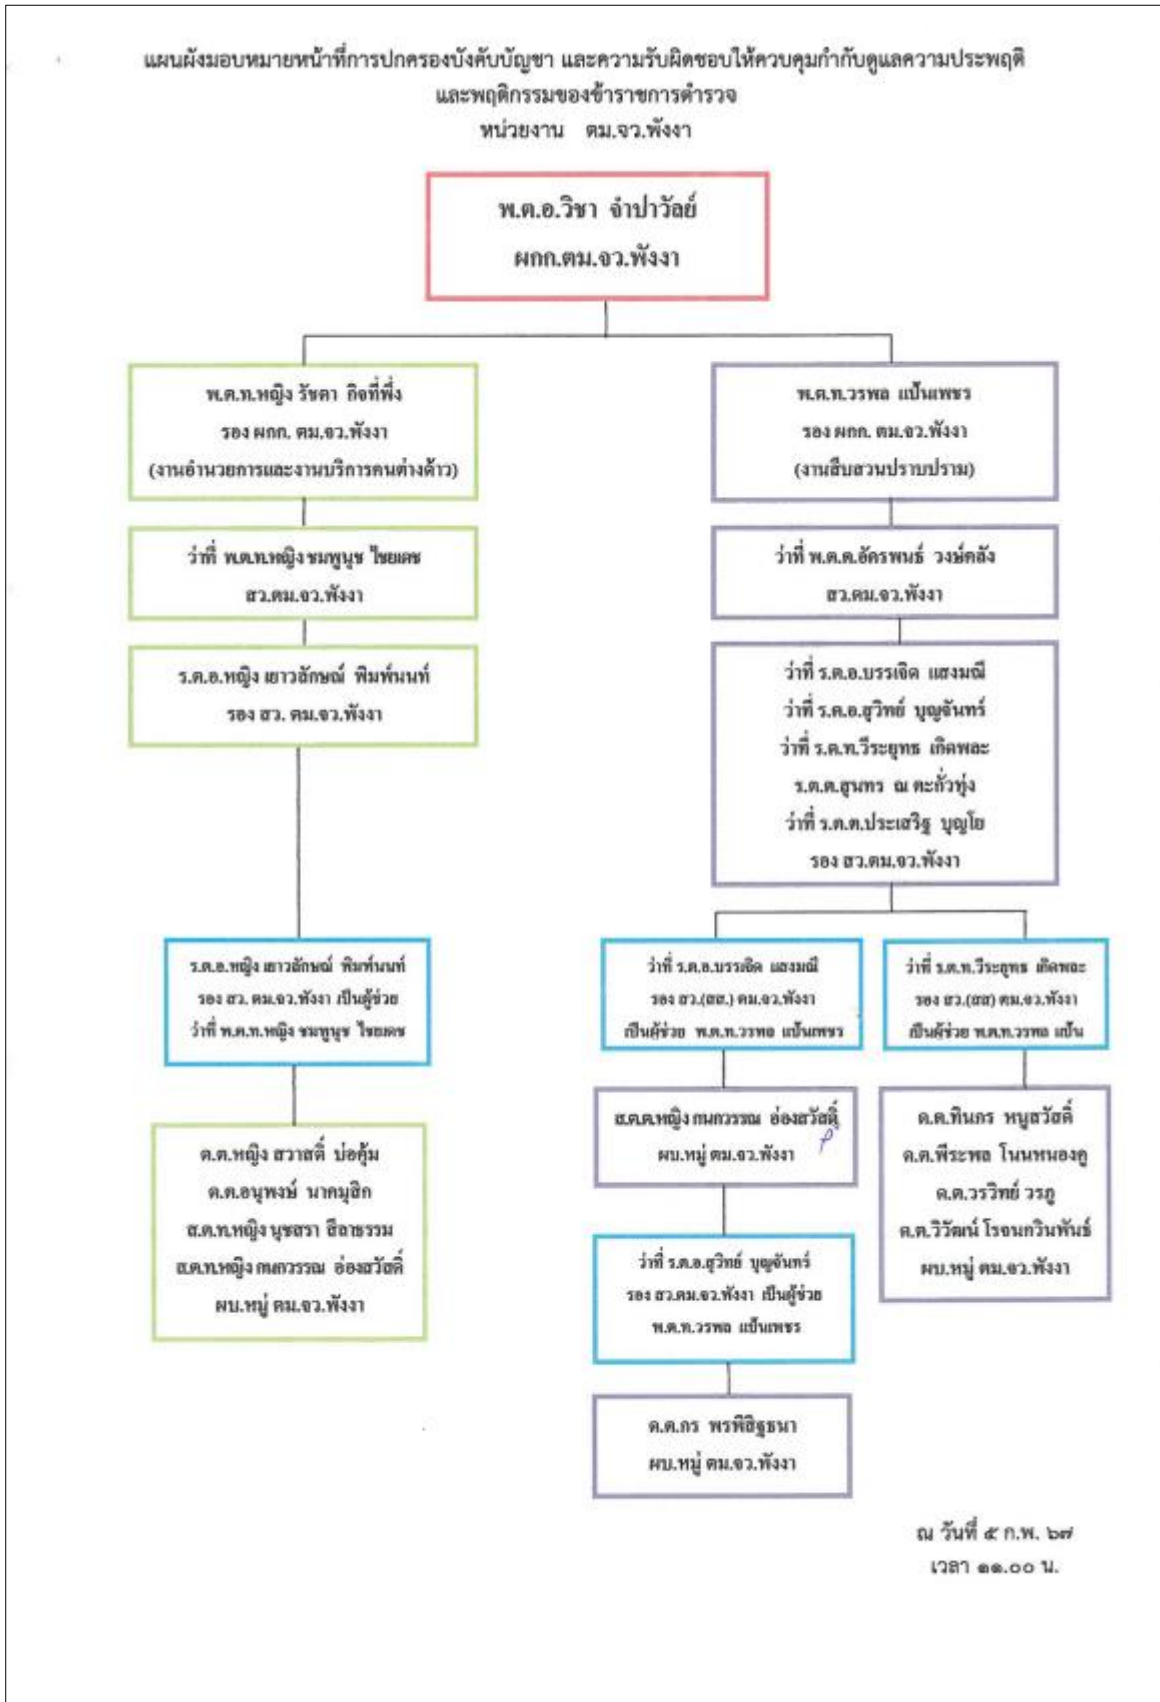 แผนผังมอบหมายหน้าที่การปกครองบังคับบัญชา และความรับผิดชอบให้ควบคุมกำกับดูแลความประพฤติ
และพฤติกรรมของข้าราชการตำรวจ
หน่วยงาน ตม.จว.พังงา
พ.ต.อ.วิชา จำปาวัลย์
ผกก.ตม.จว.พังงา
พ.ต.ท.หญิง รัชดา กิจที่พึ่ง
รอง ผกก. ตม.จว.พังงา
(งานอำนวยการและงานบริการคนต่างด้าว)
ว่าที่ พ.ต.ท.หญิง ชมพูนุช ไชยเดช
สว.ตม.จว.พังงา
ร.ต.อ.หญิง เยาวลักษณ์ พิมพ์นนท์
รอง สว. ตม.จว.พังงา
ร.ต.อ.หญิง เยาวลักษณ์ พิมพ์นนท์
รอง สว. ตม.จว.พังงา เป็นผู้ช่วย
ว่าที่ พ.ต.ท.หญิง ชมพูนุช ไชยเดช
ด.ต.หญิง สวาสดิ์ บ่อคุ้ม
ด.ต.อนุพงษ์ นาคมุสิก
ส.ต.ท.หญิง นุชสรา สีลาธรรม
ส.ต.ท.หญิง กนกวรรณ อ่องสวัสดิ์
ผบ.หมู่ ตม.จว.พังงา
พ.ต.ท.วรพล แป้นเพชร
รอง ผกก. ตม.จว.พังงา
(งานสืบสวนปราบปราม)
ว่าที่ พ.ต.ต.อัครพนธ์ วงษ์คลัง
สว.ตม.จว.พังงา
ว่าที่ ร.ต.อ.บรรเจิด แสงมณี
ว่าที่ ร.ต.อ.สุวิทย์ บุญจันทร์
ว่าที่ ร.ต.ท.วีระยุทธ เกิดพละ
ร.ต.ต.สุนทร ณ ตะกั่วทุ่ง
ว่าที่ ร.ต.ต.ประเสริฐ บุญโย
รอง สว.ตม.จว.พังงา
ว่าที่ ร.ต.อ.บรรเจิด แสงมณี
รอง สว.(สส.) ตม.จว.พังงา
เป็นผู้ช่วย พ.ต.ท.วรพล แป้นเพชร
ส.ต.ต.หญิง กนกวรรณ อ่องสวัสดิ์
ผบ.หมู่ ตม.จว.พังงา
ว่าที่ ร.ต.อ.สุวิทย์ บุญจันทร์
รอง สว.ตม.จว.พังงา เป็นผู้ช่วย
พ.ต.ท.วรพล แป้นเพชร
ด.ต.กร พรพิสิฐธนา
ผบ.หมู่ ตม.จว.พังงา
ว่าที่ ร.ต.ท.วีระยุทธ เกิดพละ
รอง สว.(สส) ตม.จว.พังงา
เป็นผู้ช่วย พ.ต.ท.วรพล แป้น
ด.ต.ทินกร หนูสวัสดิ์
ด.ต.พีระพล โนนหนองคู
ด.ต.วรวิทย์ วรภู
ด.ต.วิวัฒน์ โรจนกวินพันธ์
ผบ.หมู่ ตม.จว.พังงา
ณ วันที่ ๕ ก.พ. ๖๗
เวลา ๑๑.๐๐ น.